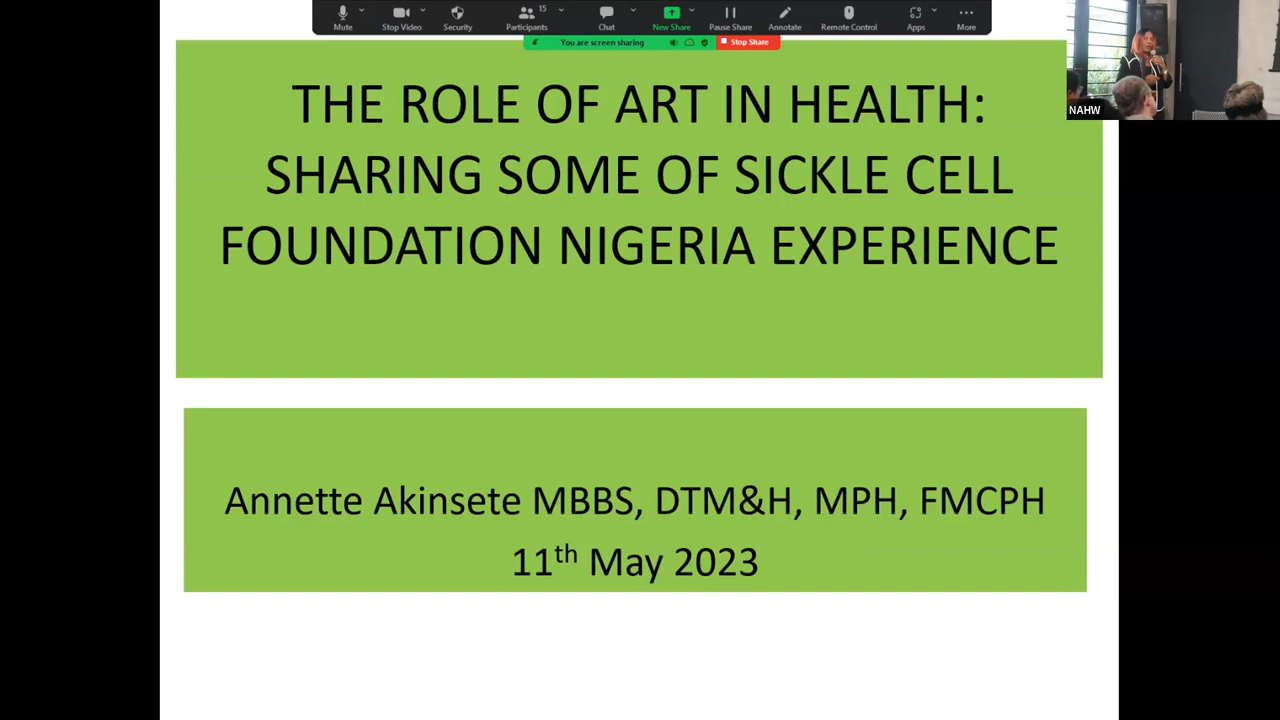 Mute
Stop Video
Security
Participants
15
Chat
New Share
Pause Share
Annotate
Remote Control
Apps
More
You are screen sharing
Stop Share
NAHW
THE ROLE OF ART IN HEALTH:
SHARING SOME OF SICKLE CELL
FOUNDATION NIGERIA EXPERIENCE
Annette Akinsete MBBS, DTM&H, MPH, FMCPH
11th May 2023